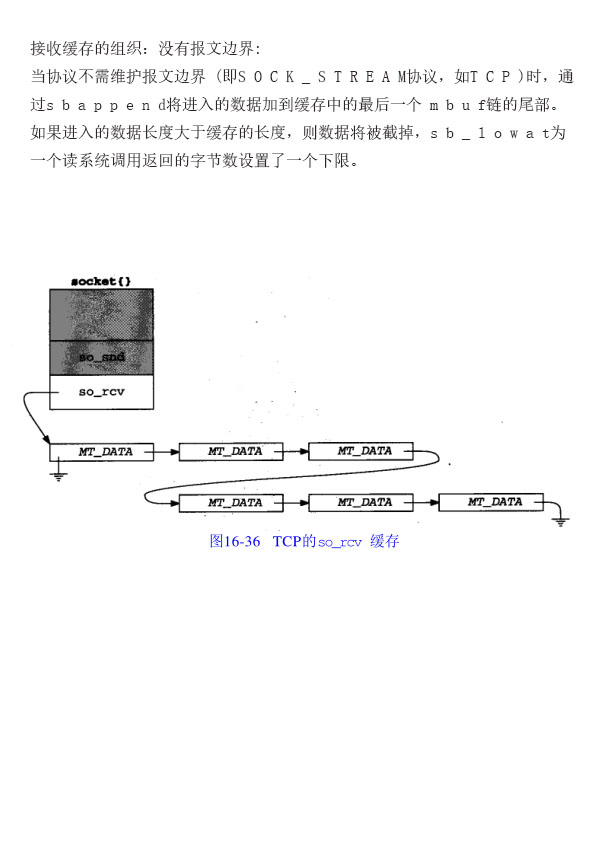 接收缓存的组织：没有报文边界:
当协议不需维护报文边界 (即S O C K _ S T R E A M协议，如T C P )时，通
过s b a p p e n d将进入的数据加到缓存中的最后一个 m b u f链的尾部。
如果进入的数据长度大于缓存的长度，则数据将被截掉，s b _ l o w a t为
一个读系统调用返回的字节数设置了一个下限。
socket{}
so_snd
so_rcv
MT_DATA MT_DATA MT_DATA
MT_DATA MT_DATA MT_DATA
图16-36 TCP的so_rcv 缓存